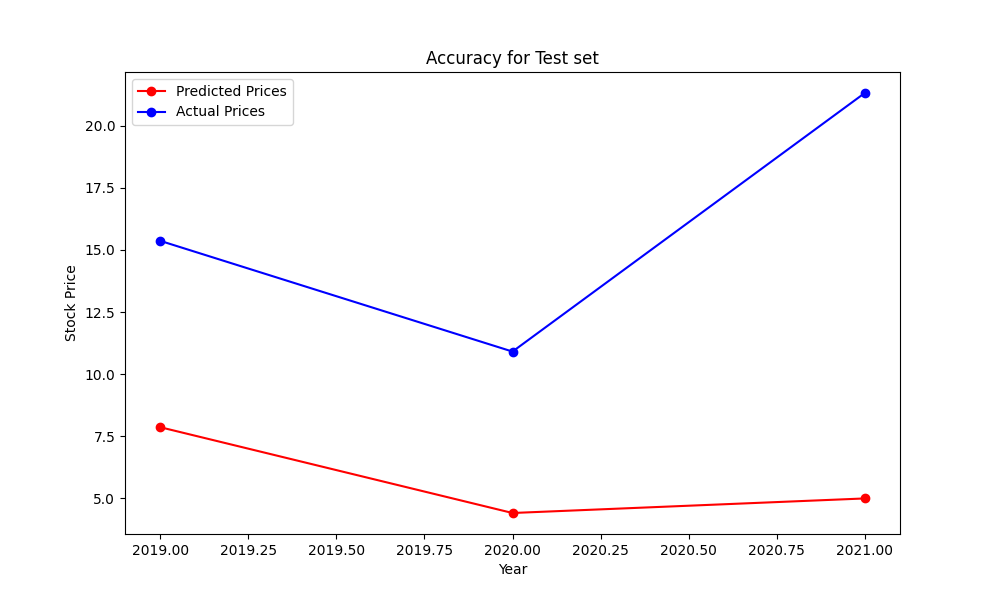 Accuracy for Test set
Predicted Prices
Actual Prices
Stock Price
20.0
17.5
15.0
12.5
10.0
7.5
5.0
2019.00 2019.25 2019.50 2019.75 2020.00 2020.25 2020.50 2020.75 2021.00
Year